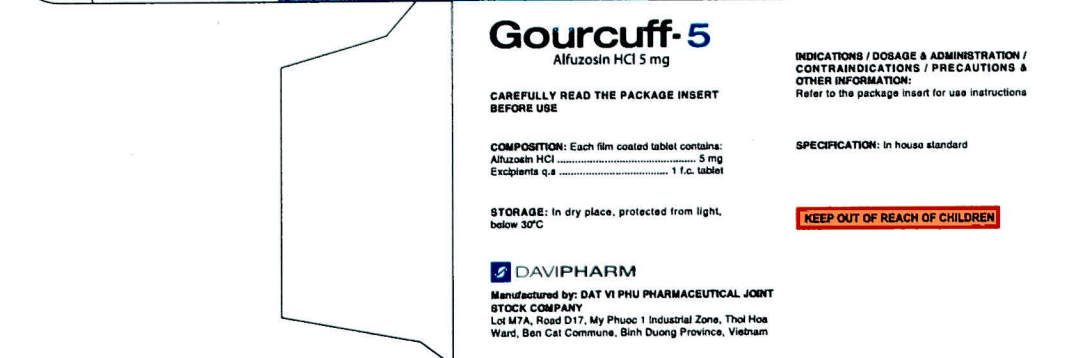 Gourcuff-5
Alfuzosin HCl 5 mg
CAREFULLY READ THE PACKAGE INSERT
BEFORE USE
COMPOSITION: Each film coated tablet contains:
Alfuzosin HCl ................................................ 5 mg
Excipients q.s ...................................... 1 f.c. tablet
STORAGE: In dry place, protected from light,
below 30°C
DAVIPHARM
Manufactured by: DAT VI PHU PHARMACEUTICAL JOINT
STOCK COMPANY
Lot M7A, Road D17, My Phuoc 1 Industrial Zone, Thoi Hoa
Ward, Ben Cat Commune, Binh Duong Province, Vietnam
INDICATIONS / DOSAGE & ADMINISTRATION /
CONTRAINDICATIONS / PRECAUTIONS &
OTHER INFORMATION:
Refer to the package insert for use instructions
SPECIFICATION: In house standard
KEEP OUT OF REACH OF CHILDREN